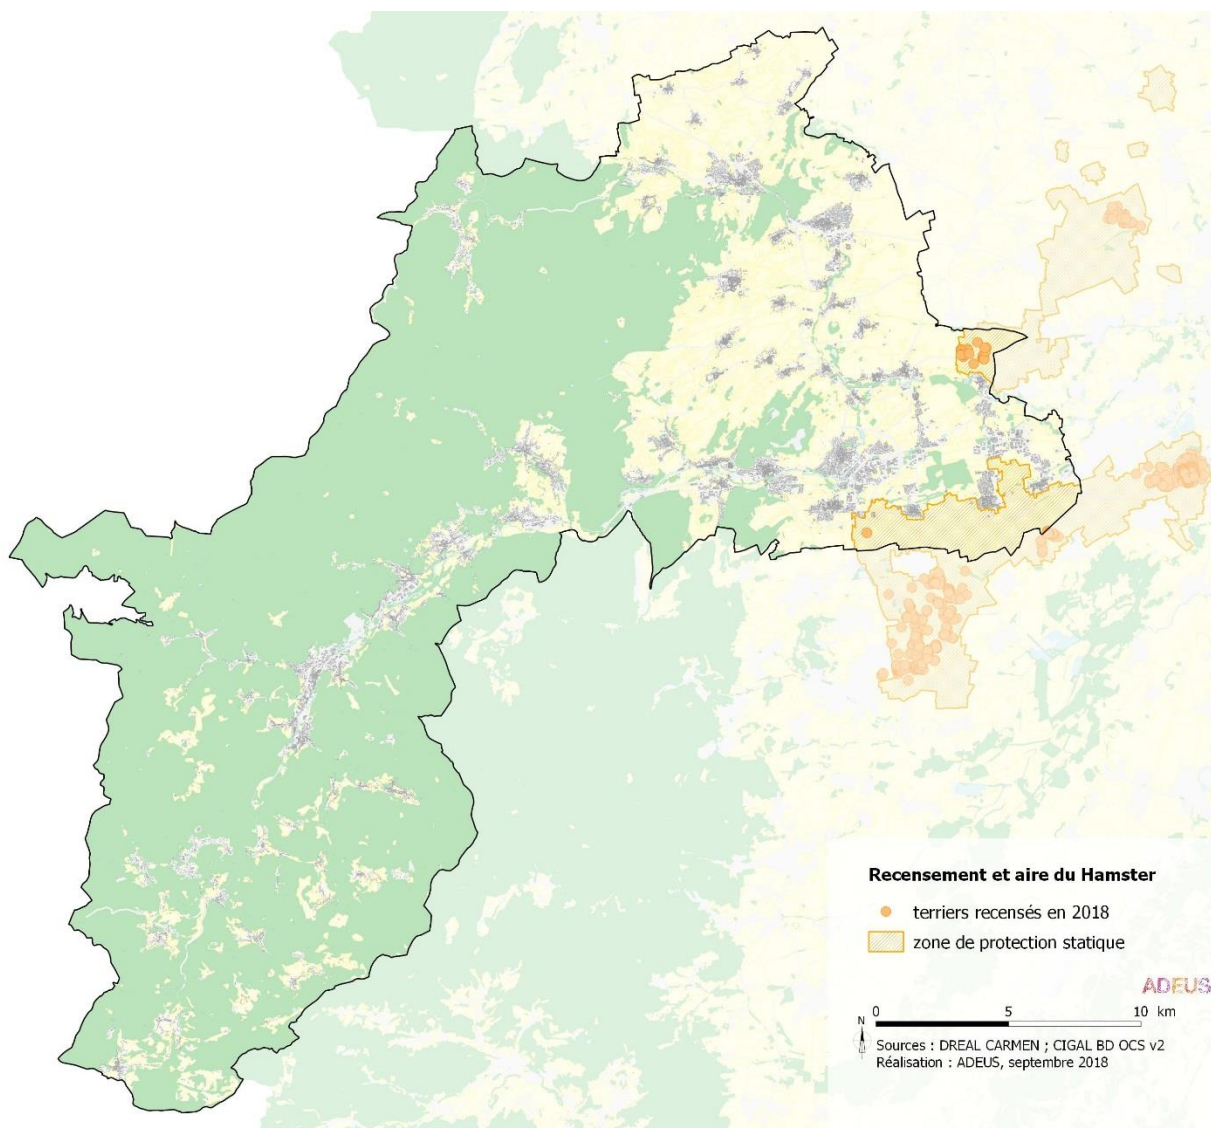 Recensement et aire du Hamster
terriers recensés en 2018
zone de protection statique
ADEUS
0 5 10 km
N
Sources : DREAL CARMEN ; CIGAL BD OCS v2
Réalisation : ADEUS, septembre 2018